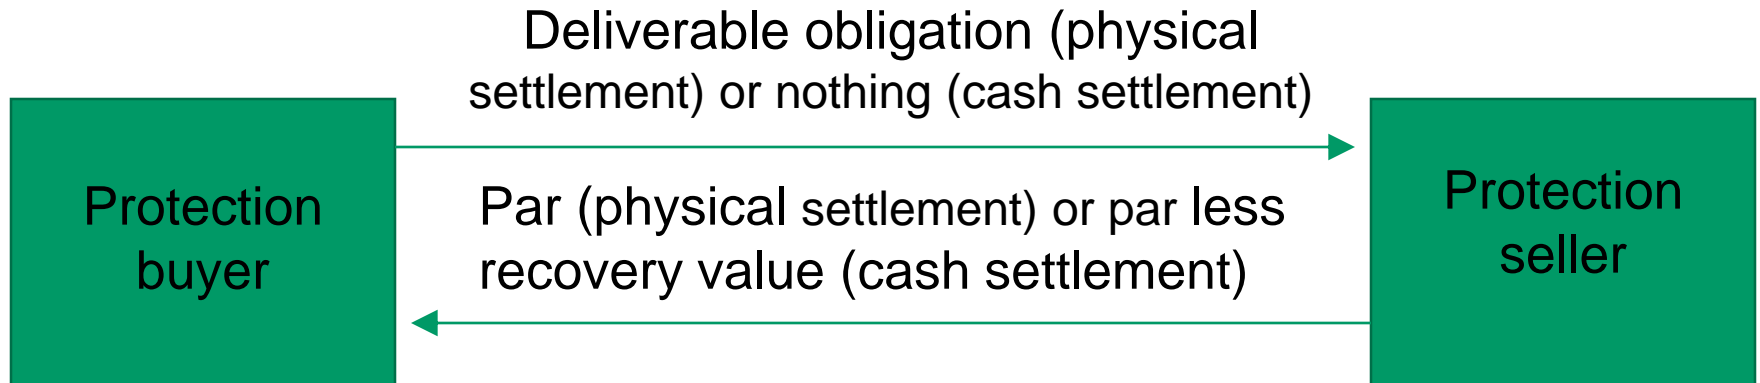 Deliverable obligation (physical
settlement) or nothing (cash settlement)
Protection
buyer
Par (physical settlement) or par less
recovery value (cash settlement)
Protection
seller